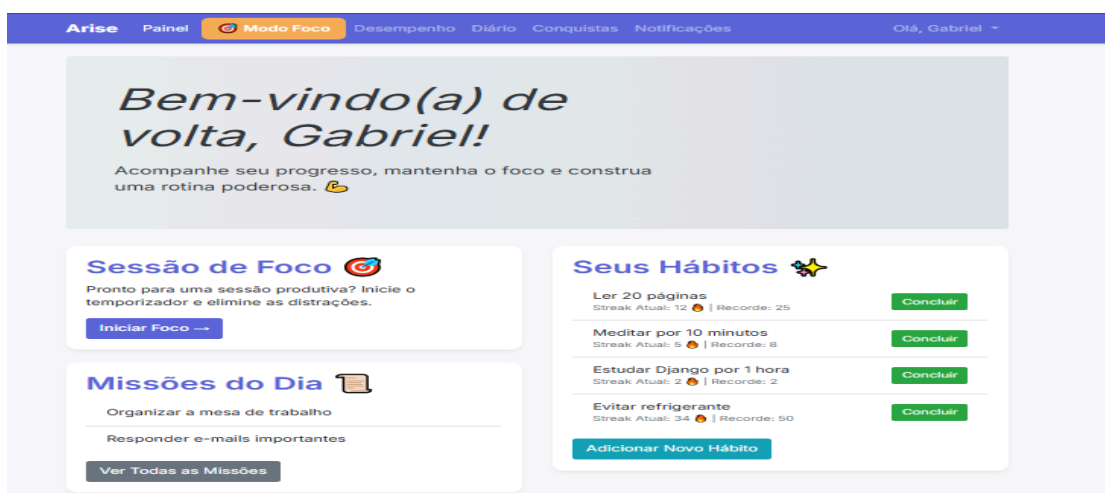 Arise Painel 🎯 Modo Foco Desempenho Diário Conquistas Notificações Olá, Gabriel
Bem-vindo(a) de
volta, Gabriel!
Acompanhe seu progresso, mantenha o foco e construa
uma rotina poderosa. 💪
Sessão de Foco 🎯
Pronto para uma sessão produtiva? Inicie o
temporizador e elimine as distrações.
Iniciar Foco →
Missões do Dia 📜
Organizar a mesa de trabalho
Responder e-mails importantes
Ver Todas as Missões
Seus Hábitos ✨
Ler 20 páginas
Streak Atual: 12 🔥 | Recorde: 25
Concluir
Meditar por 10 minutos
Streak Atual: 5 🔥 | Recorde: 8
Concluir
Estudar Django por 1 hora
Streak Atual: 2 🔥 | Recorde: 2
Concluir
Evitar refrigerante
Streak Atual: 34 🔥 | Recorde: 50
Concluir
Adicionar Novo Hábito